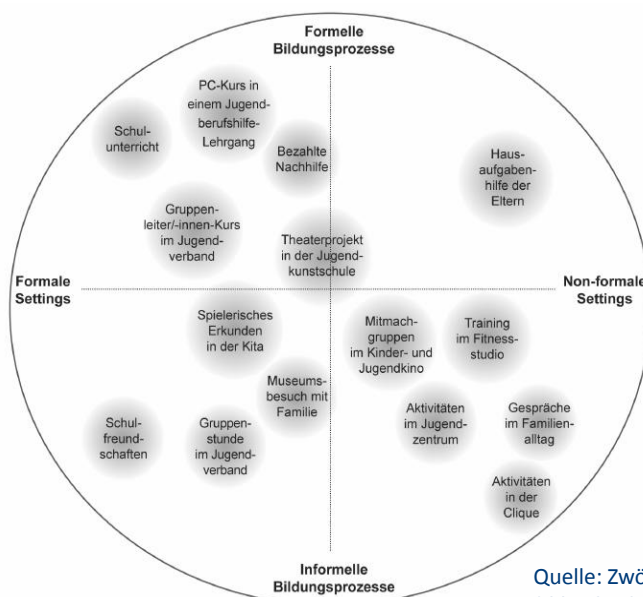 Formelle
Bildungsprozesse
PC-Kurs in
einem Jugend-
berufshilfe-
Lehrgang
Schul-
unterricht
Bezahlte
Nachhilfe
Haus-
aufgaben-
hilfe der
Eltern
Gruppen-
leiter/-innen-Kurs
im Jugend-
verband
Theaterprojekt
in der Jugend-
kunstschule
Formale
Settings
Non-formale
Settings
Spielerisches
Erkunden
in der Kita
Mitmach-
gruppen
im Kinder- und
Jugendkino
Training
im Fitness-
studio
Museums-
besuch mit
Familie
Schul-
freund-
schaften
Gruppen-
stunde
im Jugend-
verband
Aktivitäten
im Jugend-
zentrum
Gespräche
im Familien-
alltag
Aktivitäten
in der
Clique
Informelle
Bildungsprozesse
Quelle: Zwö